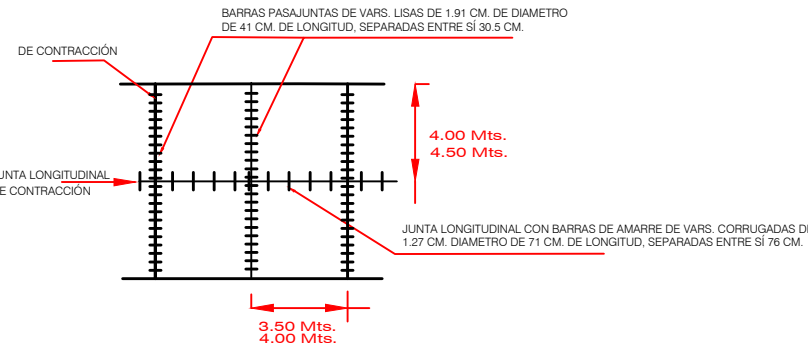 BARRAS PASAJUNTAS DE VARS. LISAS DE 1.91 CM. DE DIAMETRO
DE 41 CM. DE LONGITUD, SEPARADAS ENTRE SÍ 30.5 CM.
DE CONTRACCIÓN
4.00 Mts.
4.50 Mts.
UNTA LONGITUDINAL
E CONTRACCIÓN
JUNTA LONGITUDINAL CON BARRAS DE AMARRE DE VARS. CORRUGADAS DE
1.27 CM. DIAMETRO DE 71 CM. DE LONGITUD, SEPARADAS ENTRE SÍ 76 CM.
3.50 Mts.
4.00 Mts.